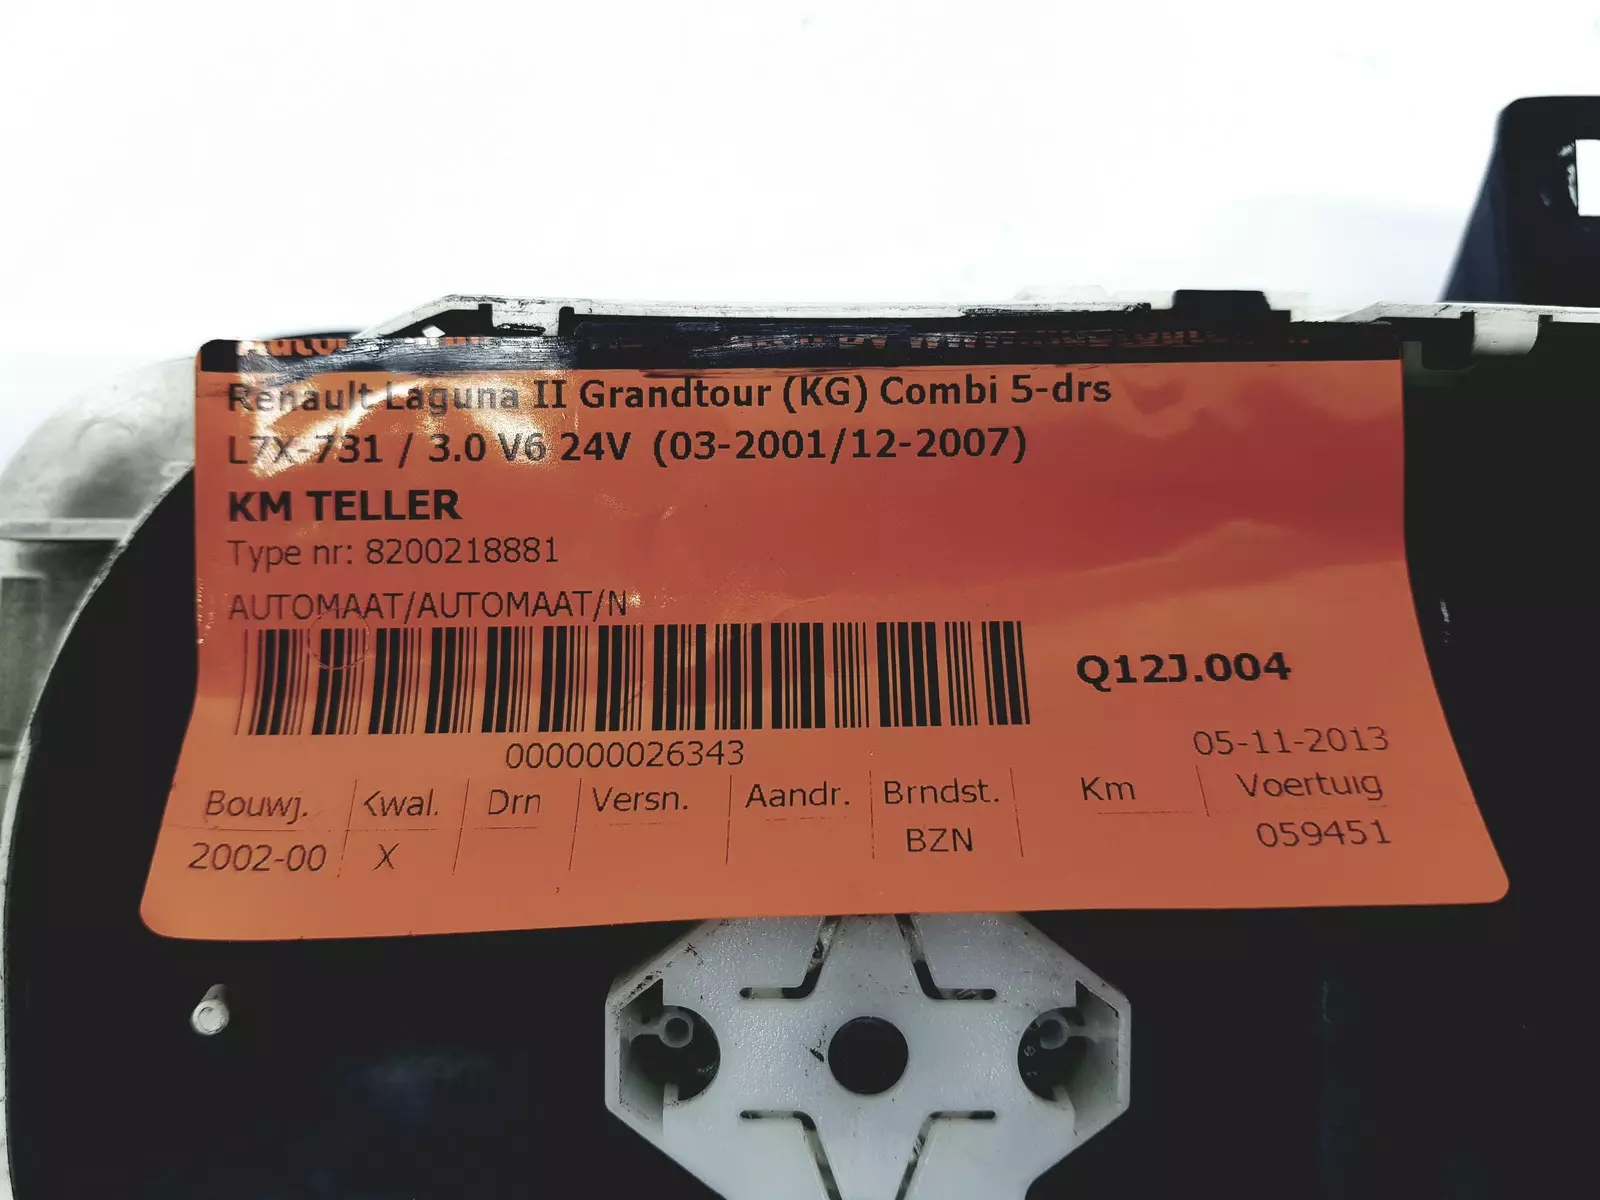 Renault Laguna II Grandtour (KG) Combi 5-drs
L7X-731 / 3.0 V6 24V (03-2001/12-2007)
KM TELLER
Type nr: 8200218881
AUTOMAAT/AUTOMAAT/N
Q12J.004
000000026343
05-11-2013
Bouwj. Kwal. Drn Versn. Aandr. Brndst. Km Voertuig
2002-00 X BZN 059451